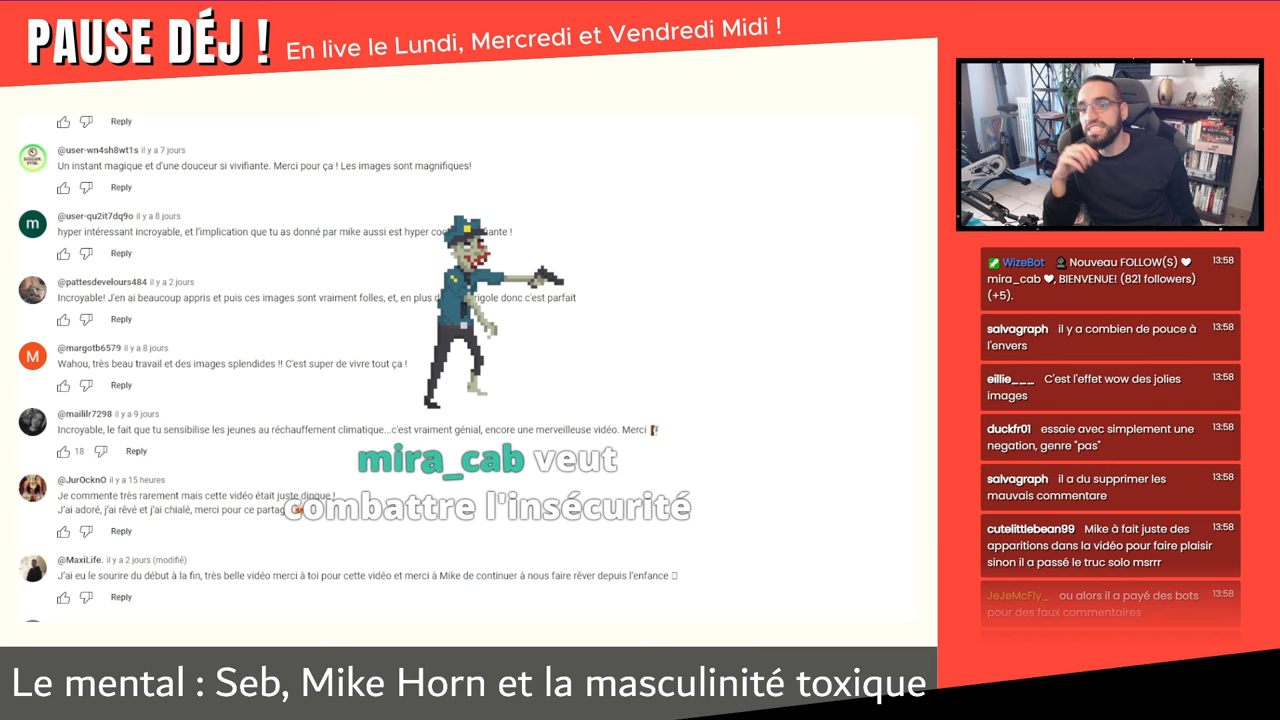 PAUSE DÉJ !
En live le Lundi, Mercredi et Vendredi Midi !
Reply
@user-wn4sh8wt1s il y a 7 jours
Un instant magique et d'une douceur si vivifiante. Merci pour ça ! Les images sont magnifiques!
Reply
m
@user-qu2it7dq9o il y a 8 jours
hyper intéressant incroyable, et l'implication que tu as donné par mike aussi est hyper !
Reply
@pattesdevelours484 il y a 2 jours
Incroyable! J'en ai beaucoup appris et puis ces images sont vraiment folles, et, en plus donc c'est parfait
Reply
M
@margotb6579 il y a 8 jours
Wahou, très beau travail et des images splendides !! C'est super de vivre tout ça !
Reply
@maililr7298 il y a 9 jours
Incroyable, le fait que tu sensibilise les jeunes au réchauffement climatique...c'est vraiment génial, encore une merveilleuse vidéo. Merci
18 Reply
mira_cab veut
combattre l'insécurité
@JurOcknO il y a 15 heures
Je commente très rarement mais cette vidéo était juste dingue !
J'ai adoré, j'ai rêvé et j'ai chialé, merci pour ce partage
Reply
@MaxiLife. il y a 2 jours (modifié)
J'ai eu le sourire du début à la fin, très belle vidéo merci à toi pour cette vidéo et merci à Mike de continuer à nous faire rêver depuis l'enfance
Reply
WizeBot Nouveau FOLLOW(S) 13:58
mira_cab , BIENVENUE! (821 followers)
(+5).
salvagraph il y a combien de pouce à 13:58
l'envers
eillie___ C'est l'effet wow des jolies 13:58
images
duckfr01 essaie avec simplement une 13:58
negation, genre "pas"
salvagraph il a du supprimer les 13:58
mauvais commentaire
cutelittlebean99 Mike à fait juste des 13:58
apparitions dans la vidéo pour faire plaisir
sinon il a passé le truc solo msrrr
JeJeMcFly_ ou alors il a payé des bots 13:58
pour des faux commentaires
Le mental : Seb, Mike Horn et la masculinité toxique